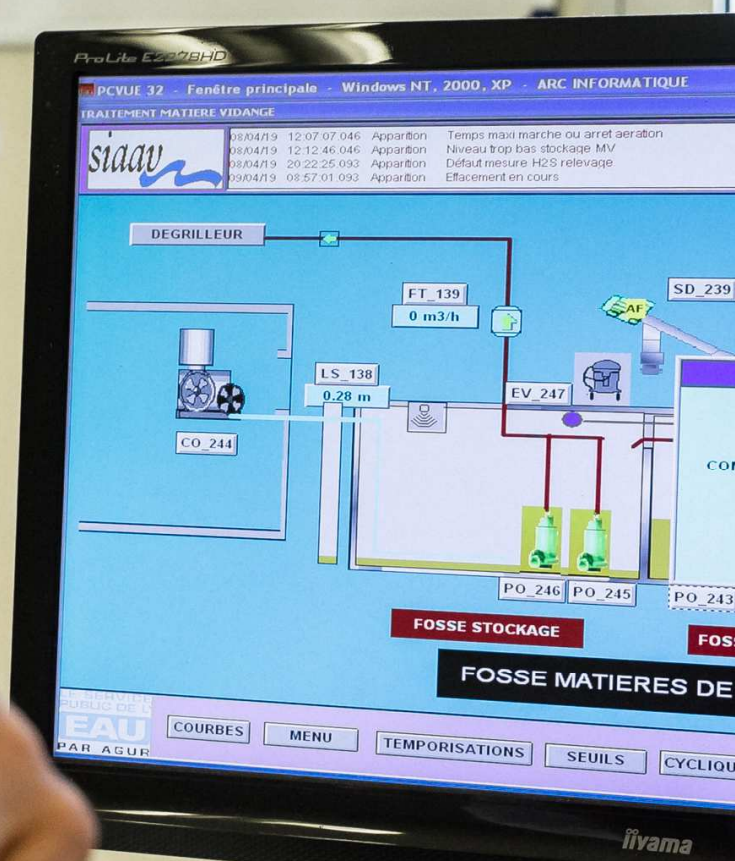 ProLite E2278HD
PCVUE 32 - Fenêtre principale - Windows NT, 2000, XP - ARC INFORMATIQUE
TRAITEMENT MATIERE VIDANGE
siaav
08/04/19 12:07:07.046 Apparition Temps maxi marche ou arret aeration
08/04/19 12:12:46.046 Apparition Niveau trop bas stockage MV
08/04/19 20:22:25.093 Apparition Défaut mesure H2S relevage
09/04/19 08:57:01.093 Apparition Effacement en cours
DEGRILLEUR
SD_239
FT_139
0 m3/h
AF
LS_138
0.28 m
EV_247
CO_244
PO_246
PO_245
PO_243
FOSSE STOCKAGE
FOSSE MATIERES DE
LE SERVICE
PUBLIC DE L'
EAU
PAR AGUR
COURBES
MENU
TEMPORISATIONS
SEUILS
iiyama